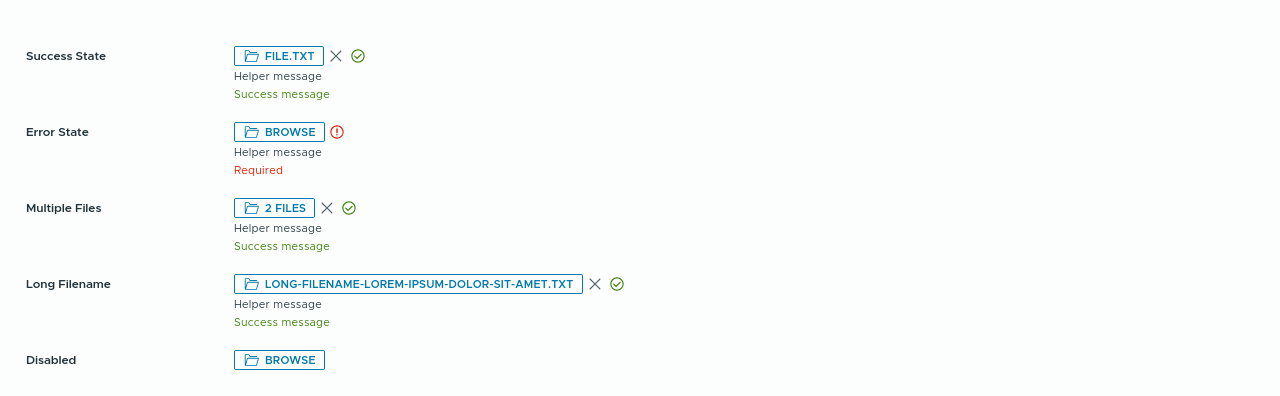 Success State
FILE.TXT
Helper message
Success message
Error State
BROWSE
Helper message
Required
Multiple Files
2 FILES
Helper message
Success message
Long Filename
LONG-FILENAME-LOREM-IPSUM-DOLOR-SIT-AMET.TXT
Helper message
Success message
Disabled
BROWSE